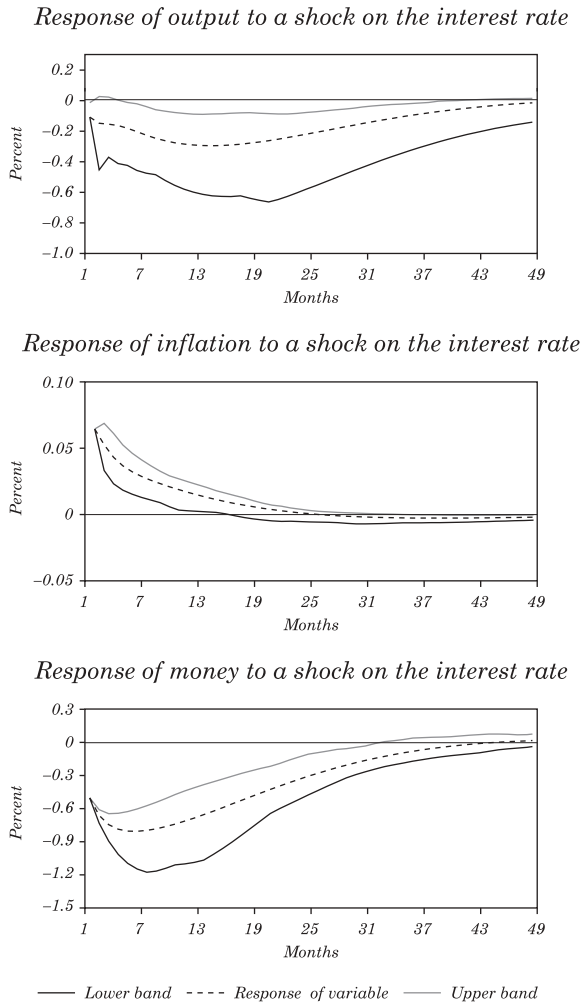 Response of output to a shock on the interest rate
0.2
0
–0.2
–0.4
–0.6
–0.8
–1.0
Percent
1 7 13 19 25 31 37 43 49
Months
Response of inflation to a shock on the interest rate
0.10
0.05
0
–0.05
Percent
1 7 13 19 25 31 37 43 49
Months
Response of money to a shock on the interest rate
0.3
0
–0.3
–0.6
–0.9
–1.2
–1.5
Percent
1 7 13 19 25 31 37 43 49
Months
Lower band Response of variable Upper band